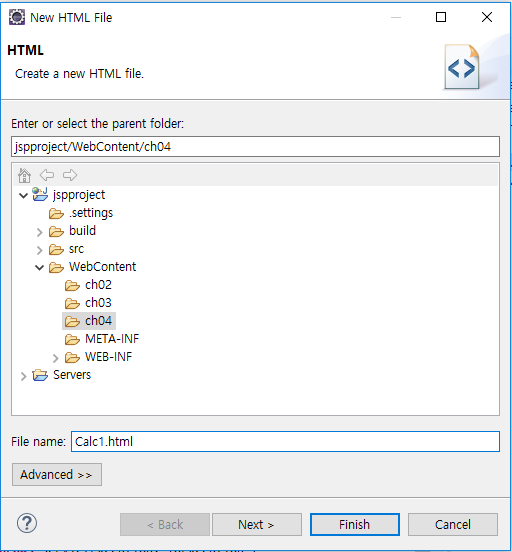 New HTML File
HTML
Create a new HTML file.
Enter or select the parent folder:
jspproject/WebContent/ch04
jspproject
.settings
build
src
WebContent
ch02
ch03
ch04
META-INF
WEB-INF
Servers
File name: Calc1.html
Advanced >>
< Back Next > Finish Cancel